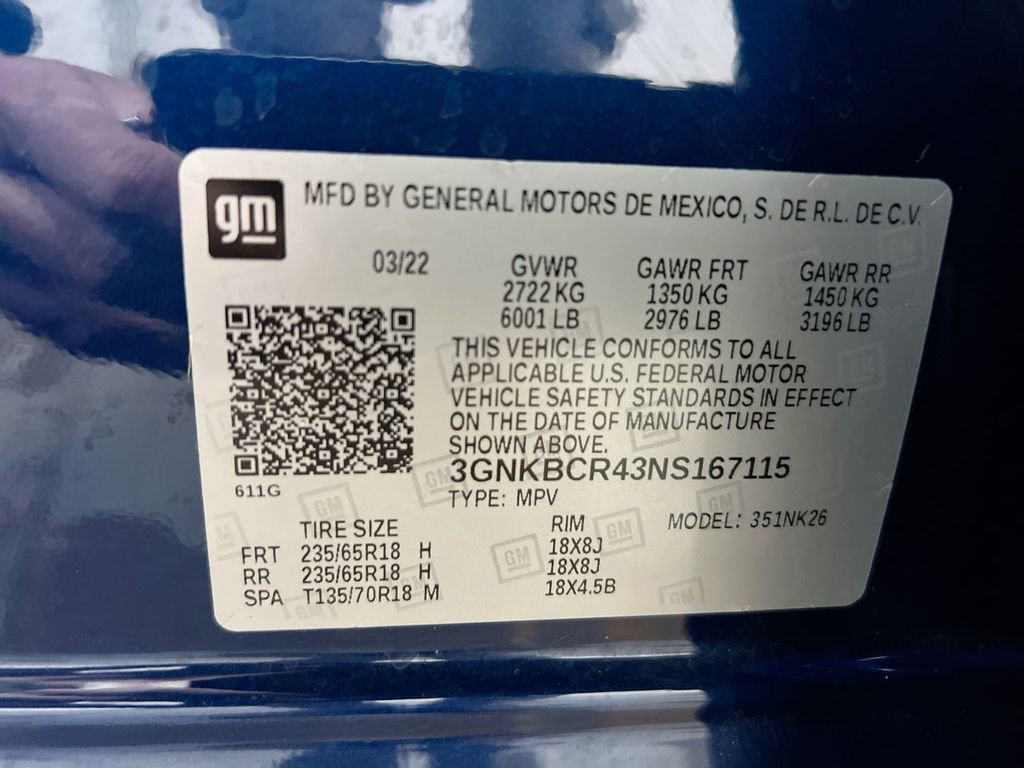 gm MFD BY GENERAL MOTORS DE MEXICO, S. DE R.L. DE C.V.
03/22 GVWR GAWR FRT GAWR RR
2722 KG 1350 KG 1450 KG
6001 LB 2976 LB 3196 LB
THIS VEHICLE CONFORMS TO ALL
APPLICABLE U.S. FEDERAL MOTOR
VEHICLE SAFETY STANDARDS IN EFFECT
ON THE DATE OF MANUFACTURE
SHOWN ABOVE.
3GNKBCR43NS167115
611G
TYPE: MPV
TIRE SIZE RIM MODEL: 351NK26
FRT 235/65R18 H 18X8J
RR 235/65R18 H 18X8J
SPA T135/70R18 M 18X4.5B